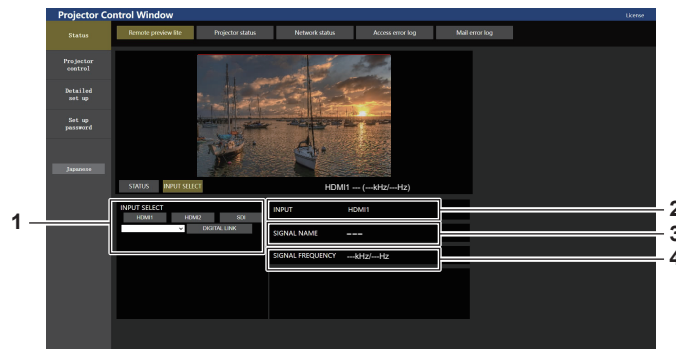 Projector Control Window
License
Status
Remote preview lite
Projector status
Network status
Access error log
Mail error log
Projector
control
Detailed
set up
Set up
password
Japanese
STATUS
INPUT SELECT
HDMI1 --- (---kHz/---Hz)
INPUT SELECT
HDMI1
HDMI2
SDI
DIGITAL LINK
INPUT HDMI1
SIGNAL NAME ---
SIGNAL FREQUENCY ---kHz/---Hz
1
2
3
4